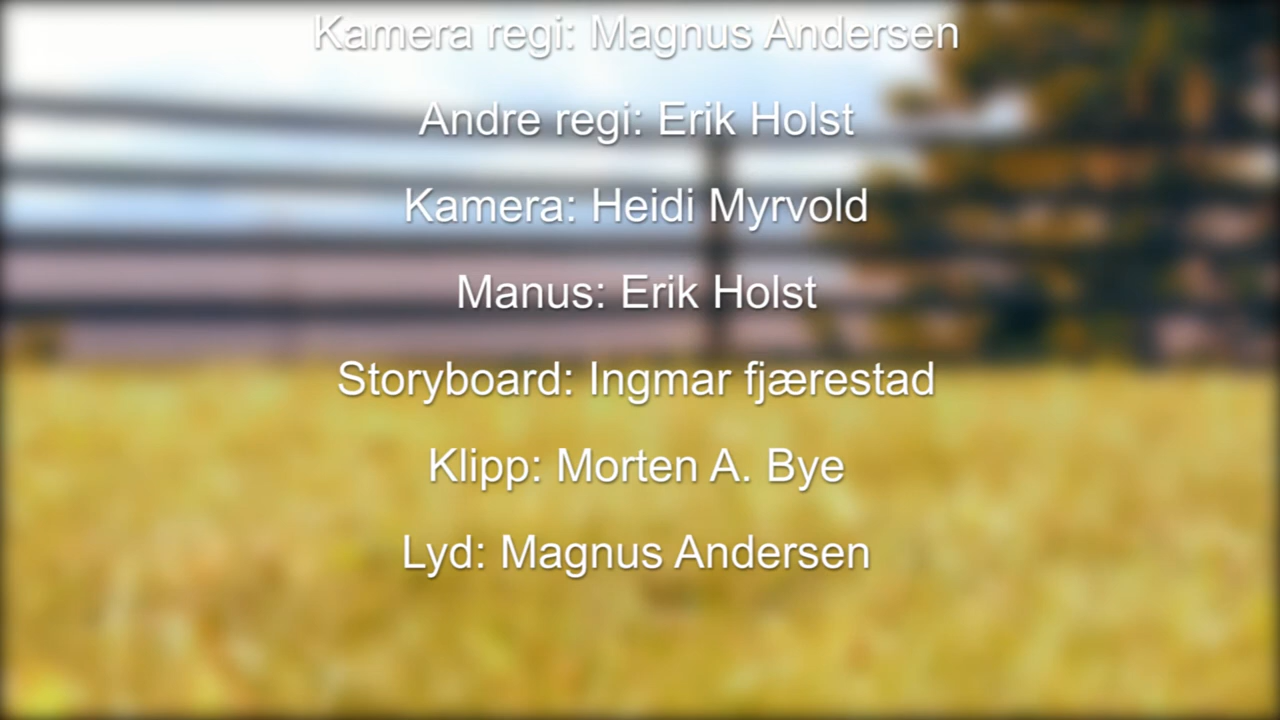 Kamera regi: Magnus Andersen
Andre regi: Erik Holst
Kamera: Heidi Myrvold
Manus: Erik Holst
Storyboard: Ingmar fjærestad
Klipp: Morten A. Bye
Lyd: Magnus Andersen